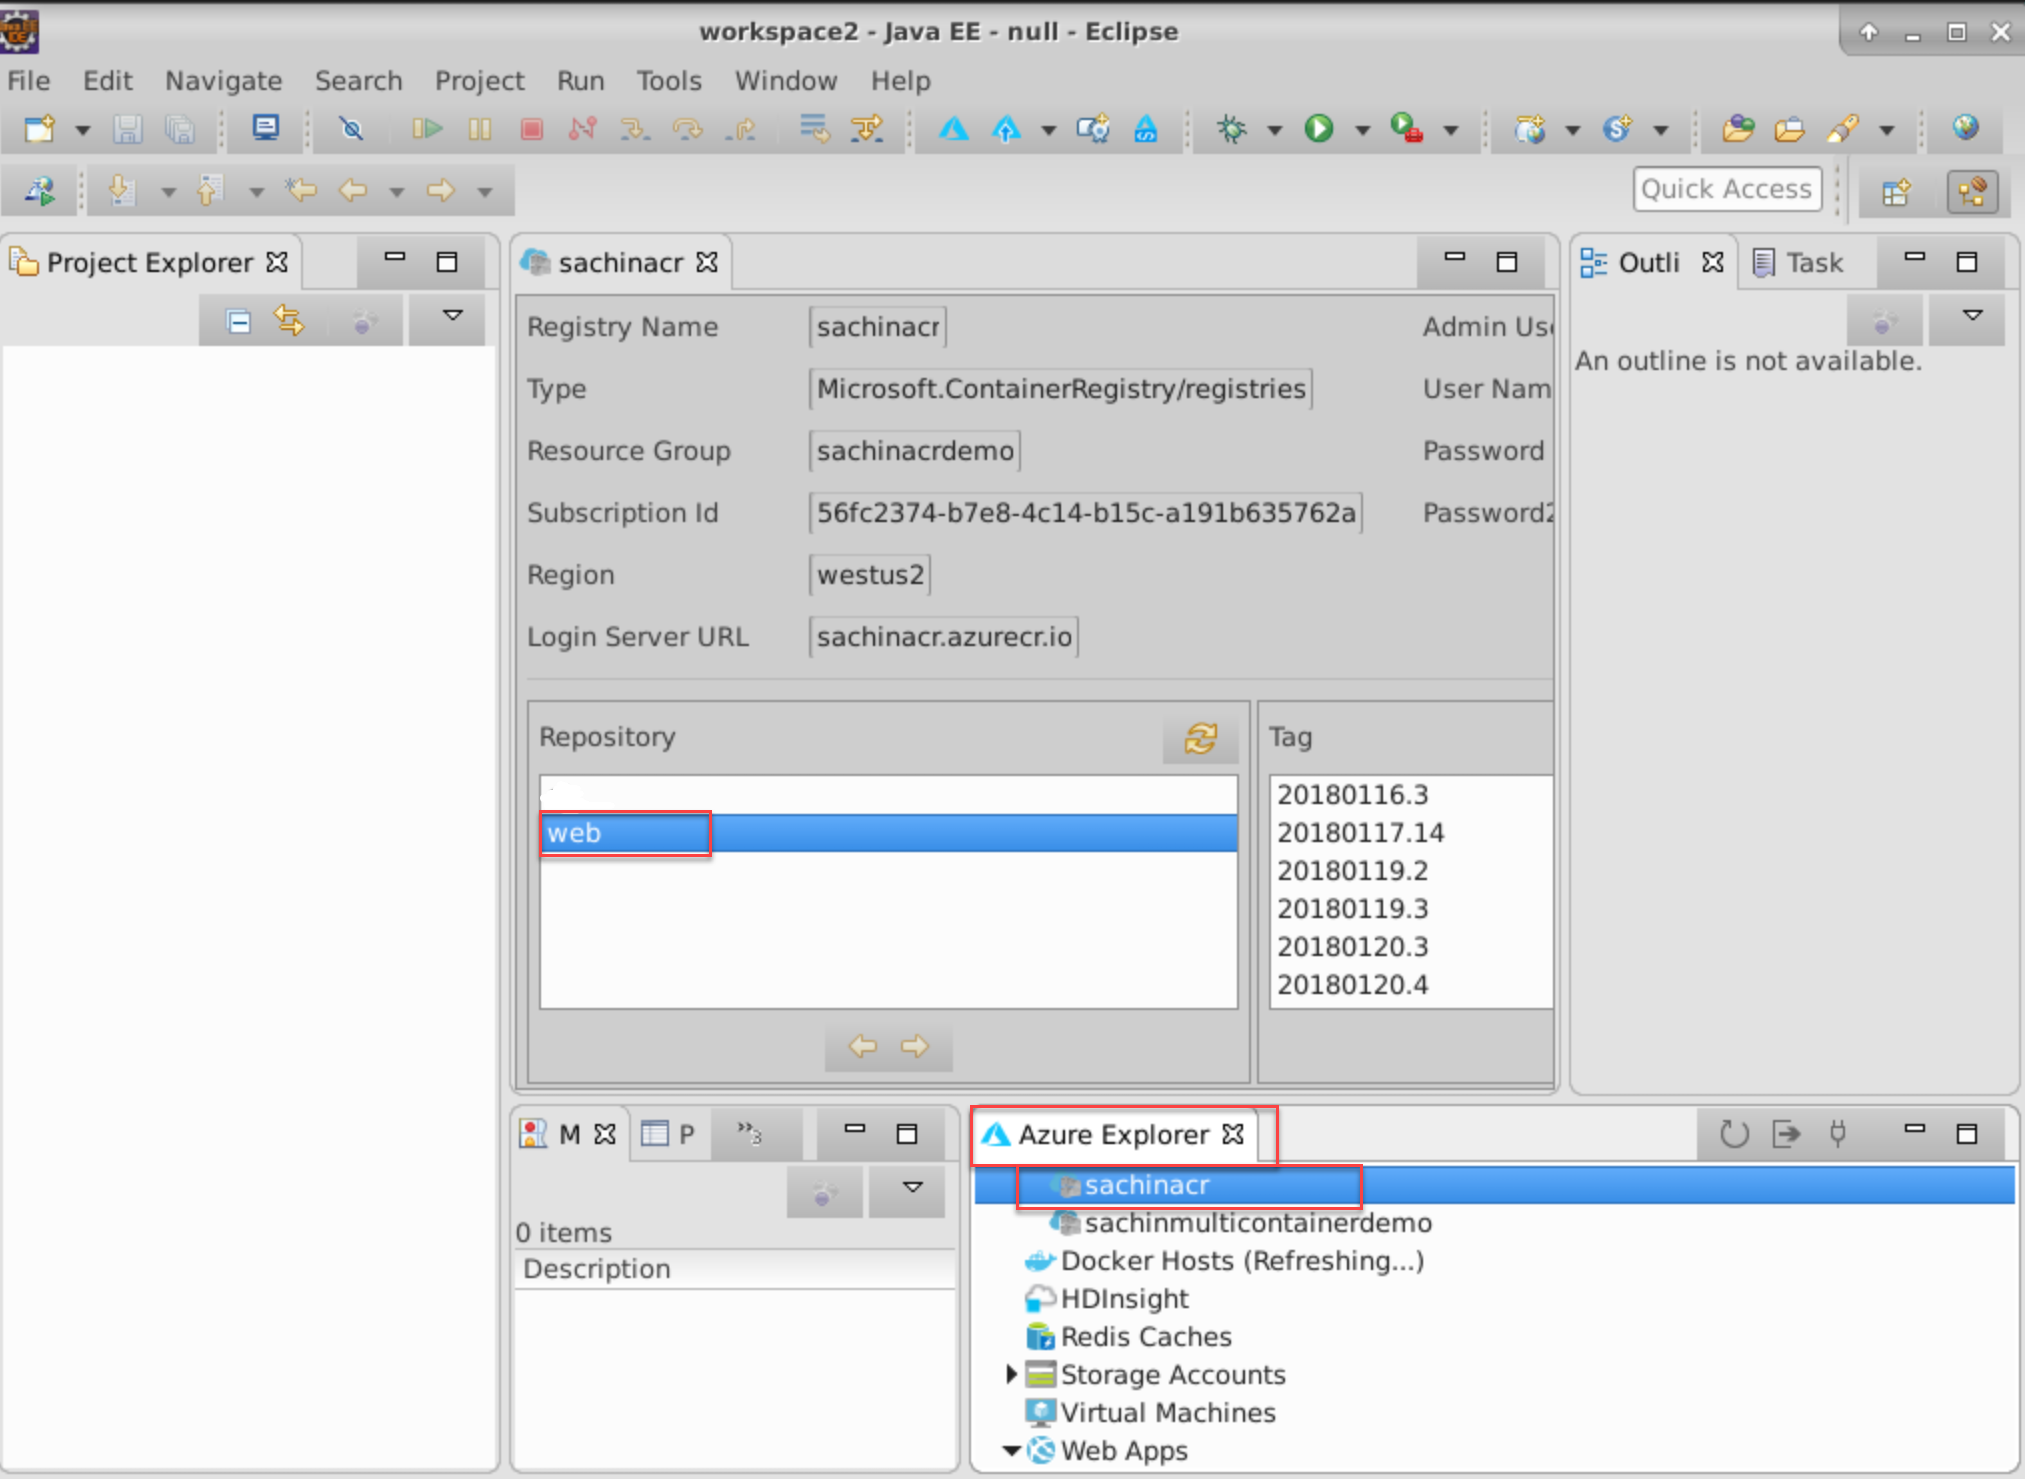 workspace2 - Java EE - null - Eclipse
File Edit Navigate Search Project Run Tools Window Help
Quick Access
Project Explorer
sachinacr
Outli Task
Registry Name sachinacr Admin Use
Type Microsoft.ContainerRegistry/registries User Nam
An outline is not available.
Resource Group sachinacrdemo Password
Subscription Id 56fc2374-b7e8-4c14-b15c-a191b635762a Password2
Region westus2
Login Server URL sachinacr.azurecr.io
Repository
web
Tag
20180116.3
20180117.14
20180119.2
20180119.3
20180120.3
20180120.4
M P »3
0 items
Description
Azure Explorer
sachinacr
sachinmulticontainerdemo
Docker Hosts (Refreshing...)
HDInsight
Redis Caches
Storage Accounts
Virtual Machines
Web Apps